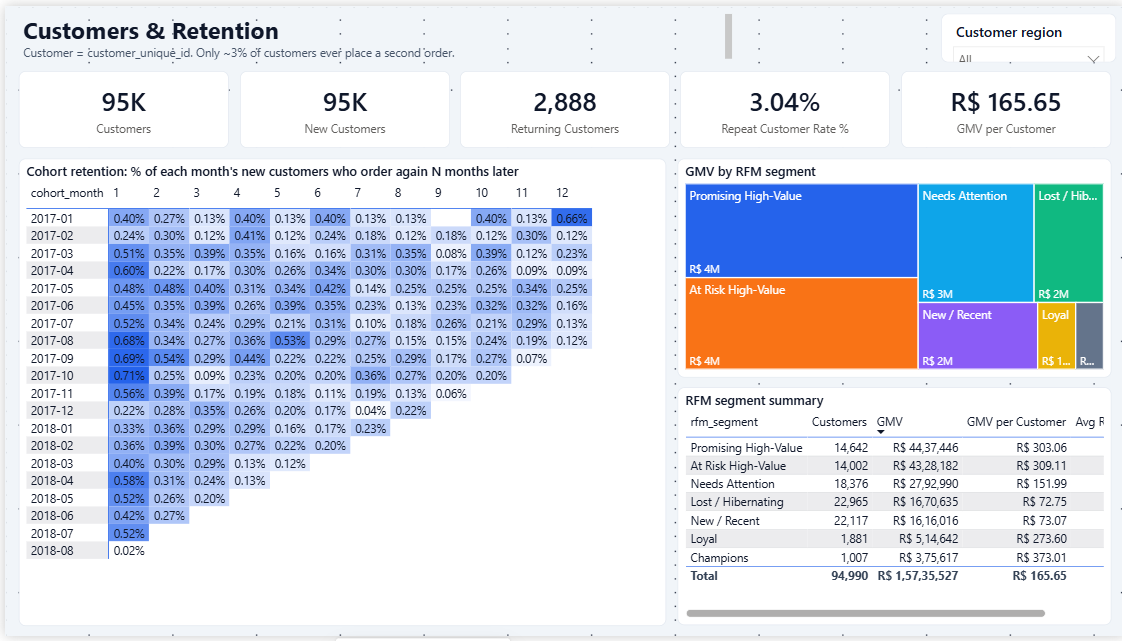 Customers & Retention
Customer = customer_unique_id. Only ~3% of customers ever place a second order.
Customer region
All
95K
Customers
95K
New Customers
2,888
Returning Customers
3.04%
Repeat Customer Rate %
R$ 165.65
GMV per Customer
Cohort retention: % of each month's new customers who order again N months later
cohort_month 1 2 3 4 5 6 7 8 9 10 11 12
2017-01 0.40% 0.27% 0.13% 0.40% 0.13% 0.40% 0.13% 0.13% 0.40% 0.13% 0.66%
2017-02 0.24% 0.30% 0.12% 0.41% 0.12% 0.24% 0.18% 0.12% 0.18% 0.12% 0.30% 0.12%
2017-03 0.51% 0.35% 0.39% 0.35% 0.16% 0.16% 0.31% 0.35% 0.08% 0.39% 0.12% 0.23%
2017-04 0.60% 0.22% 0.17% 0.30% 0.26% 0.34% 0.30% 0.30% 0.17% 0.26% 0.09% 0.09%
2017-05 0.48% 0.48% 0.40% 0.31% 0.34% 0.42% 0.14% 0.25% 0.25% 0.25% 0.34% 0.25%
2017-06 0.45% 0.35% 0.39% 0.26% 0.39% 0.35% 0.23% 0.13% 0.23% 0.32% 0.32% 0.16%
2017-07 0.52% 0.34% 0.24% 0.29% 0.21% 0.31% 0.10% 0.18% 0.26% 0.21% 0.29% 0.13%
2017-08 0.68% 0.34% 0.27% 0.36% 0.53% 0.29% 0.27% 0.15% 0.15% 0.24% 0.19% 0.12%
2017-09 0.69% 0.54% 0.29% 0.44% 0.22% 0.22% 0.25% 0.29% 0.17% 0.27% 0.07%
2017-10 0.71% 0.25% 0.09% 0.23% 0.20% 0.20% 0.36% 0.27% 0.20% 0.20%
2017-11 0.56% 0.39% 0.17% 0.19% 0.18% 0.11% 0.19% 0.13% 0.06%
2017-12 0.22% 0.28% 0.35% 0.26% 0.20% 0.17% 0.04% 0.22%
2018-01 0.33% 0.36% 0.29% 0.29% 0.16% 0.17% 0.23%
2018-02 0.36% 0.39% 0.30% 0.27% 0.22% 0.20%
2018-03 0.40% 0.30% 0.29% 0.13% 0.12%
2018-04 0.58% 0.31% 0.24% 0.13%
2018-05 0.52% 0.26% 0.20%
2018-06 0.42% 0.27%
2018-07 0.52%
2018-08 0.02%
GMV by RFM segment
Promising High-Value
R$ 4M
At Risk High-Value
R$ 4M
Needs Attention
R$ 3M
Lost / Hib...
R$ 2M
New / Recent
R$ 2M
Loyal
R$ 1...
R...
RFM segment summary
rfm_segment Customers GMV GMV per Customer Avg R
Promising High-Value 14,642 R$ 44,37,446 R$ 303.06
At Risk High-Value 14,002 R$ 43,28,182 R$ 309.11
Needs Attention 18,376 R$ 27,92,990 R$ 151.99
Lost / Hibernating 22,965 R$ 16,70,635 R$ 72.75
New / Recent 22,117 R$ 16,16,016 R$ 73.07
Loyal 1,881 R$ 5,14,642 R$ 273.60
Champions 1,007 R$ 3,75,617 R$ 373.01
Total 94,990 R$ 1,57,35,527 R$ 165.65